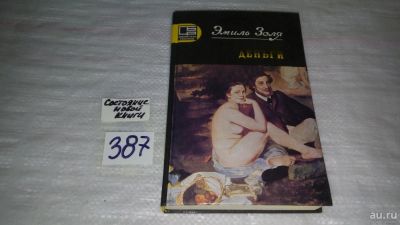 Эмиль Золя
ДЕНЬГИ
Состояние
новой
книги
387
au.ru